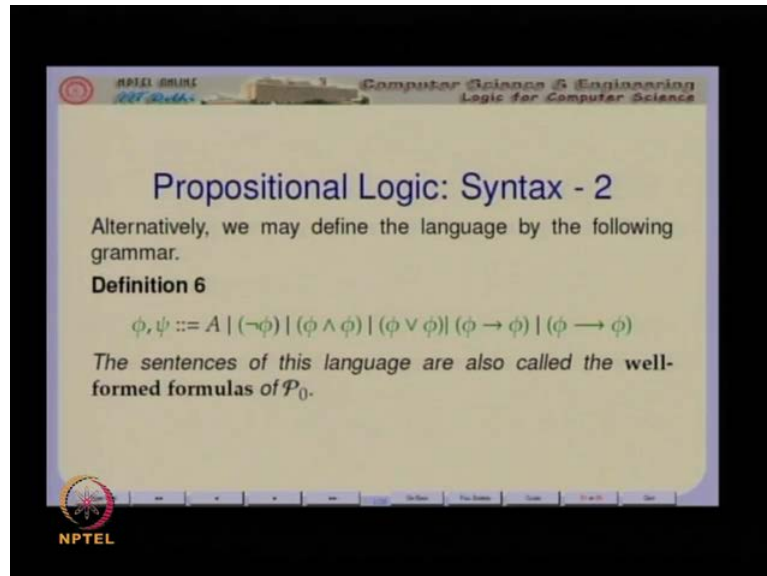 NPTEL ONLINE
IIT Delhi
Computer Science & Engineering
Logic for Computer Science
Propositional Logic: Syntax - 2
Alternatively, we may define the language by the following
grammar.
Definition 6
ϕ, ψ ::= A | (¬ϕ) | (ϕ ∧ ϕ) | (ϕ ∨ ϕ)| (ϕ → ϕ) | (ϕ ⟶ ϕ)
The sentences of this language are also called the well-
formed formulas of 𝒫₀.
NPTEL